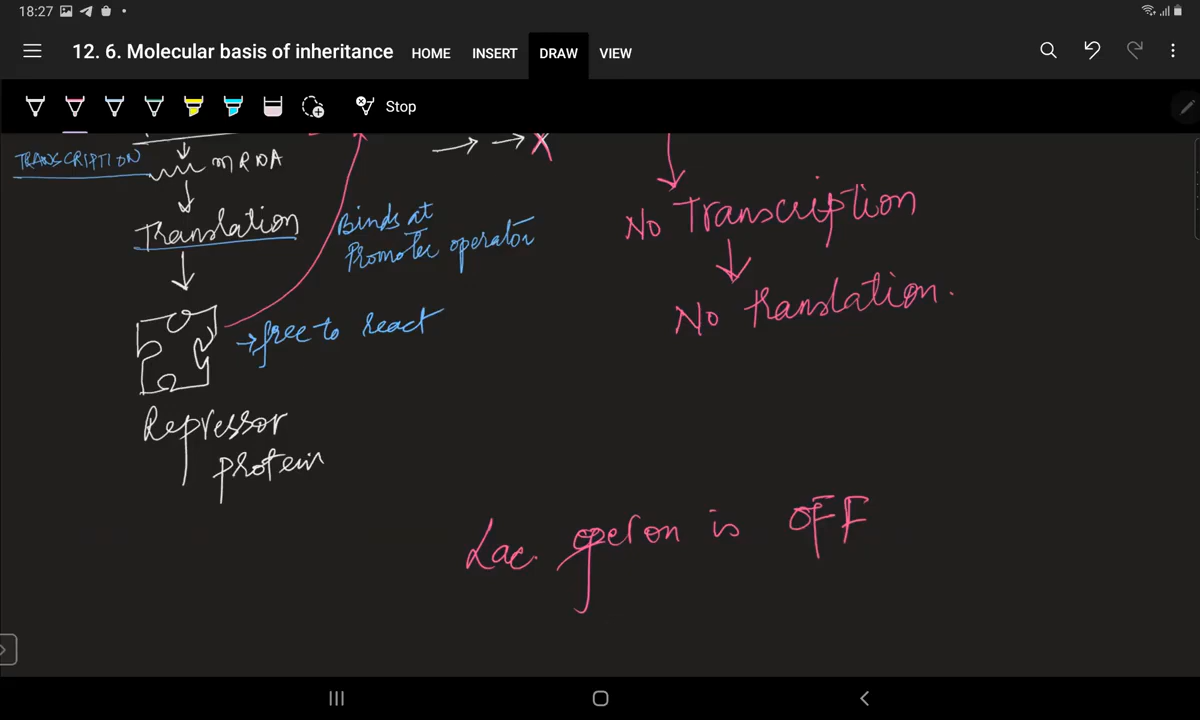 18:27
12. 6. Molecular basis of inheritance HOME INSERT DRAW VIEW
Stop
TRANSCRIPTION
mRNA
X
Translation
Binds at
Promoter operator
→ free to react
Repressor
protein
No Transcription
No translation.
Lac. operon is OFF